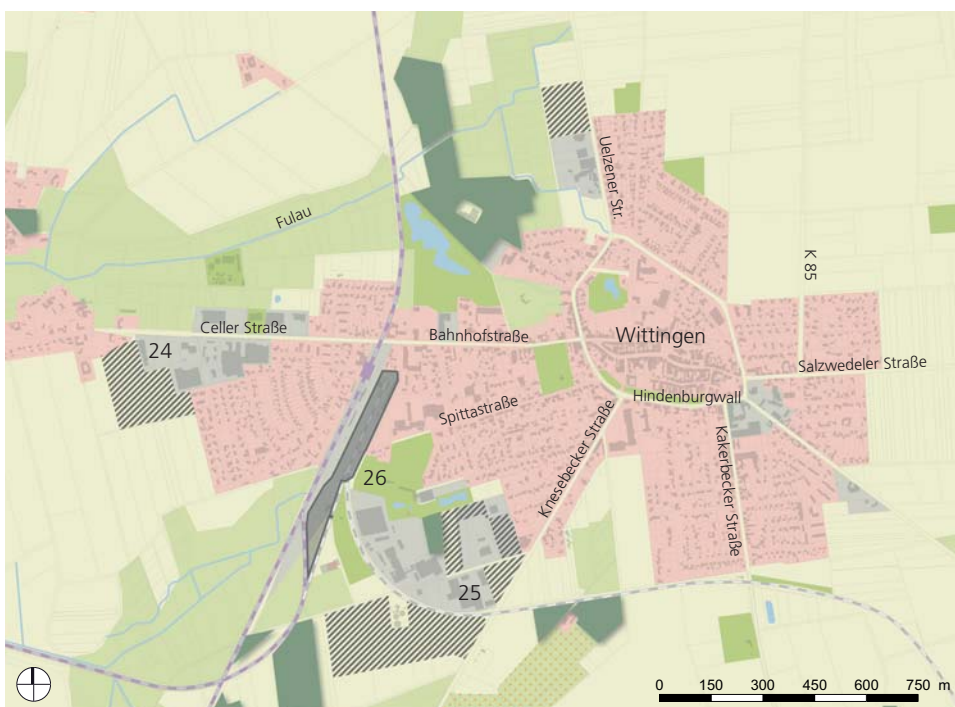 Uelzener Str.
Fulau
K 85
Celler Straße
Bahnhofstraße
Wittingen
24
Salzwedeler Straße
Hindenburgwall
Spittastraße
Knesebecker Straße
Kakerbecker Straße
26
25
0 150 300 450 600 750 m